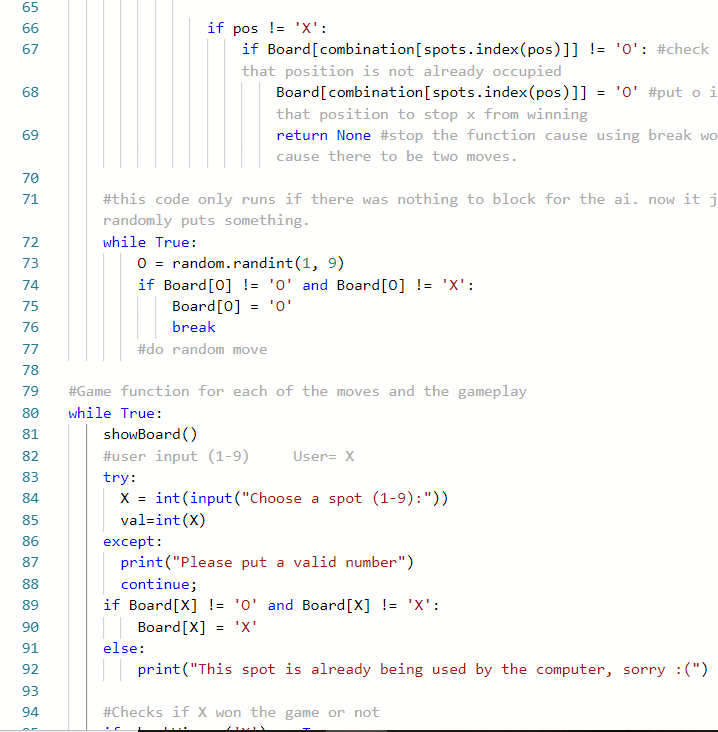 65
66 if pos != 'X':
67 if Board[combination[spots.index(pos)]] != 'O': #check
that position is not already occupied
68 Board[combination[spots.index(pos)]] = 'O' #put o i
that position to stop x from winning
69 return None #stop the function cause using break wo
cause there to be two moves.
70
71 #this code only runs if there was nothing to block for the ai. now it j
randomly puts something.
72 while True:
73 O = random.randint(1, 9)
74 if Board[O] != 'O' and Board[O] != 'X':
75 Board[O] = 'O'
76 break
77 #do random move
78
79 #Game function for each of the moves and the gameplay
80 while True:
81 showBoard()
82 #user input (1-9)     User= X
83 try:
84 X = int(input("Choose a spot (1-9):"))
85 val=int(X)
86 except:
87 print("Please put a valid number")
88 continue;
89 if Board[X] != 'O' and Board[X] != 'X':
90 Board[X] = 'X'
91 else:
92 print("This spot is already being used by the computer, sorry :(")
93
94 #Checks if X won the game or not